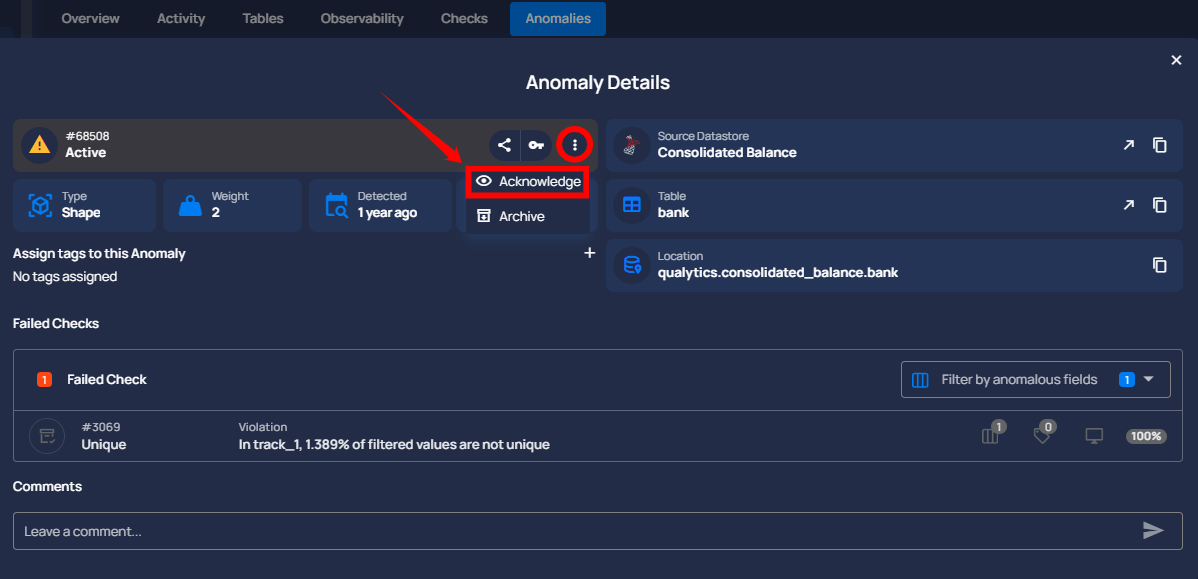 Overview Activity Tables Observability Checks Anomalies
Anomaly Details
#68508
Active
Acknowledge
Archive
Type
Shape
Weight
2
Detected
1 year ago
Assign tags to this Anomaly
No tags assigned
Source Datastore
Consolidated Balance
Table
bank
Location
qualytics.consolidated_balance.bank
Failed Checks
1 Failed Check
Filter by anomalous fields 1
#3069
Unique
Violation
In track_1, 1.389% of filtered values are not unique
1 0 100%
Comments
Leave a comment...